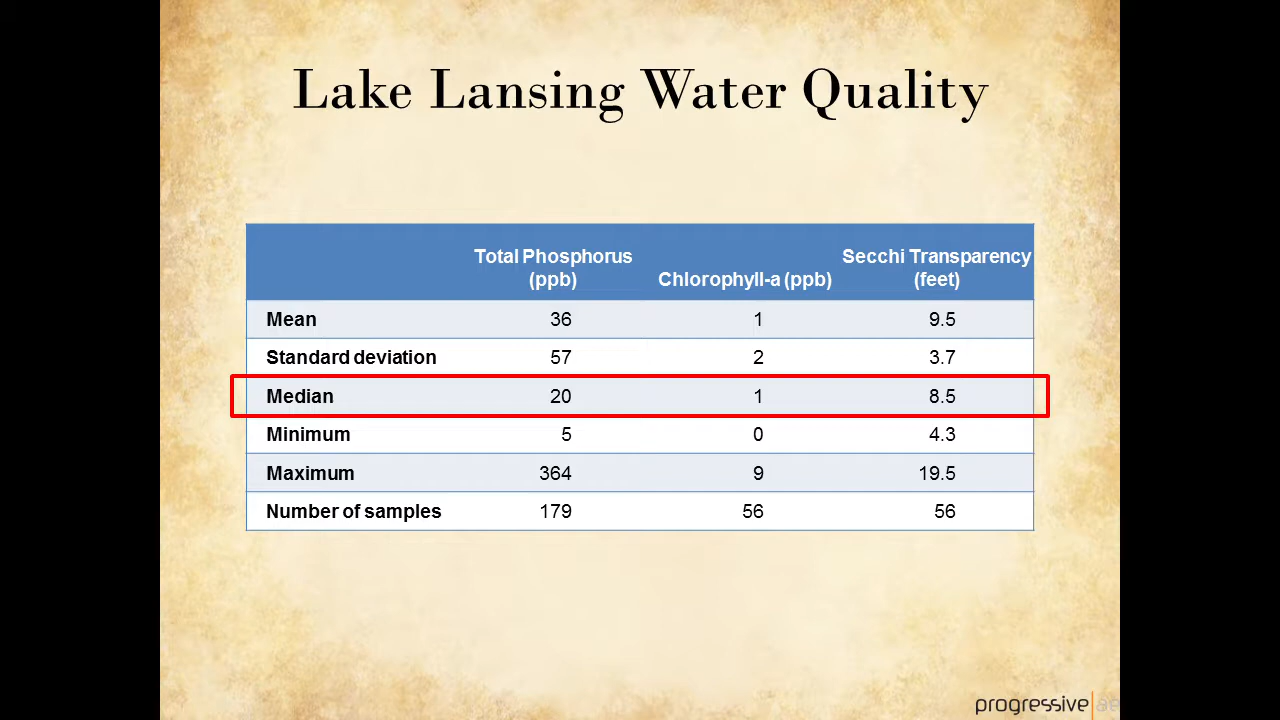 Lake Lansing Water Quality
Total Phosphorus (ppb) Chlorophyll-a (ppb) Secchi Transparency (feet)
Mean 36 1 9.5
Standard deviation 57 2 3.7
Median 20 1 8.5
Minimum 5 0 4.3
Maximum 364 9 19.5
Number of samples 179 56 56
progressive ae